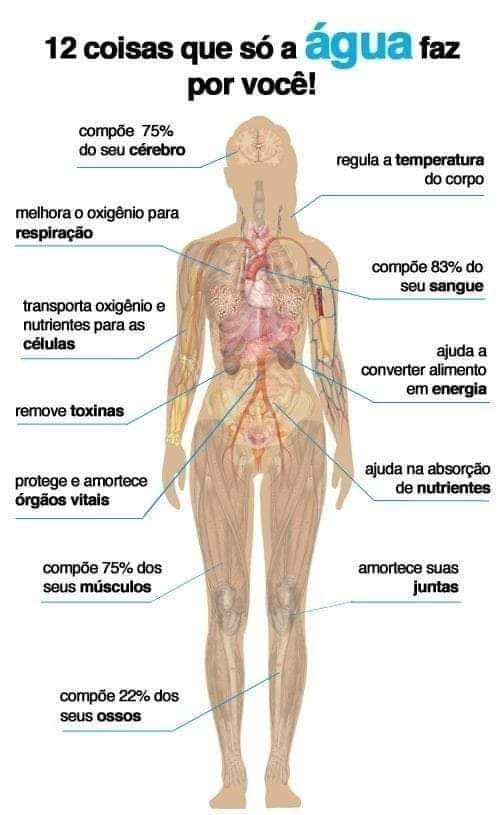 12 coisas que só a água faz
por você!
compõe 75%
do seu cérebro
regula a temperatura
do corpo
melhora o oxigênio para
respiração
compõe 83% do
seu sangue
transporta oxigênio e
nutrientes para as
células
ajuda a
converter alimento
em energia
remove toxinas
ajuda na absorção
de nutrientes
protege e amortece
órgãos vitais
compõe 75% dos
seus músculos
amortece suas
juntas
compõe 22% dos
seus ossos